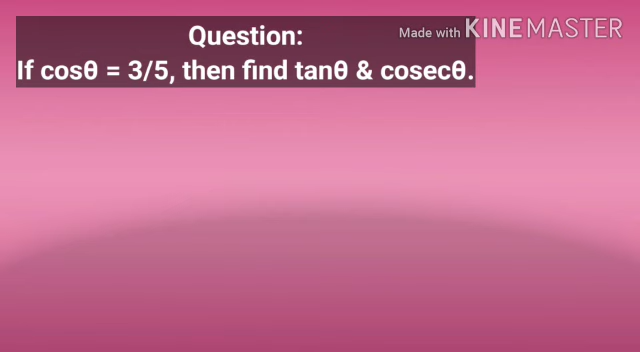 Question:
Made with KINEMASTER
If cosθ = 3/5, then find tanθ & cosecθ.